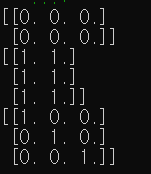 [[0. 0. 0.]
 [0. 0. 0.]]
[[1. 1.]
 [1. 1.]
 [1. 1.]]
[[1. 0. 0.]
 [0. 1. 0.]
 [0. 0. 1.]]